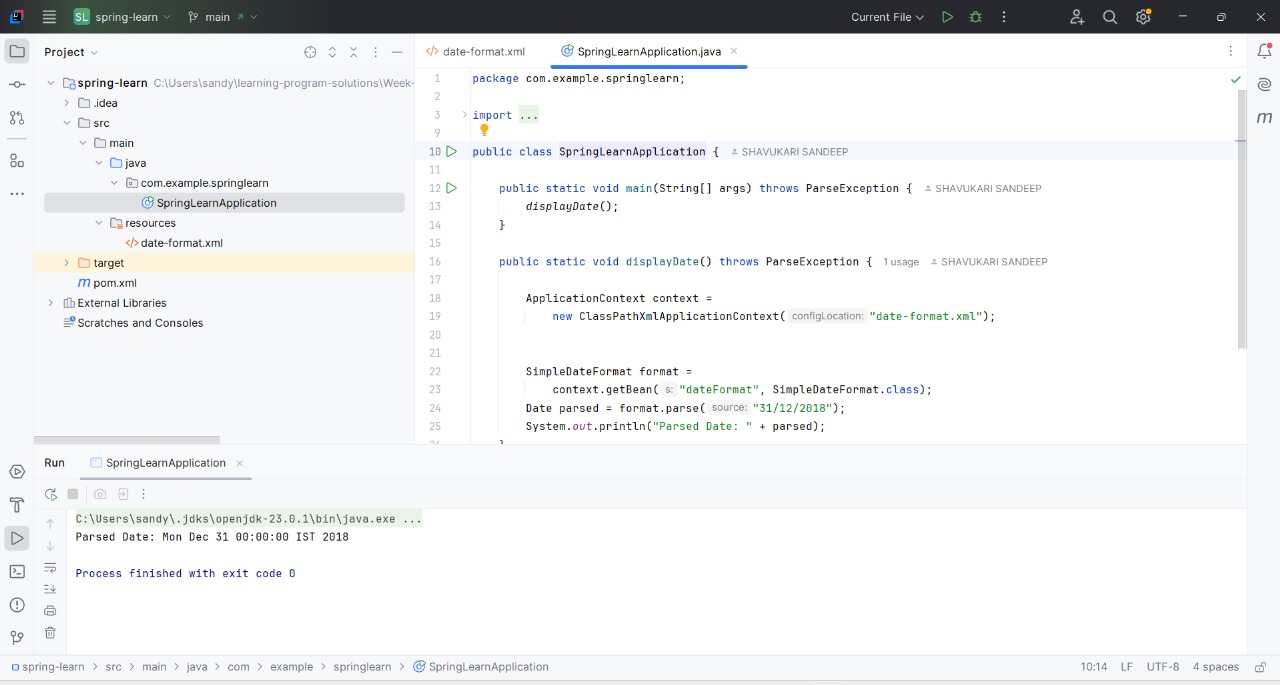 SL spring-learn main Current File
Project
date-format.xml SpringLearnApplication.java
spring-learn C:\Users\sandy\learning-program-solutions\Week-
.idea
src
main
java
com.example.springlearn
SpringLearnApplication
resources
date-format.xml
target
pom.xml
External Libraries
Scratches and Consoles
1 package com.example.springlearn;
2
3 import ...
9
10 public class SpringLearnApplication { SHAVUKARI SANDEEP
11
12 public static void main(String[] args) throws ParseException { SHAVUKARI SANDEEP
13 displayDate();
14 }
15
16 public static void displayDate() throws ParseException { 1 usage SHAVUKARI SANDEEP
17
18 ApplicationContext context =
19 new ClassPathXmlApplicationContext( configLocation: "date-format.xml");
20
21
22 SimpleDateFormat format =
23 context.getBean( s: "dateFormat", SimpleDateFormat.class);
24 Date parsed = format.parse( source: "31/12/2018");
25 System.out.println("Parsed Date: " + parsed);
Run SpringLearnApplication
C:\Users\sandy\.jdks\openjdk-23.0.1\bin\java.exe ...
Parsed Date: Mon Dec 31 00:00:00 IST 2018
Process finished with exit code 0
spring-learn > src > main > java > com > example > springlearn > SpringLearnApplication 10:14 LF UTF-8 4 spaces